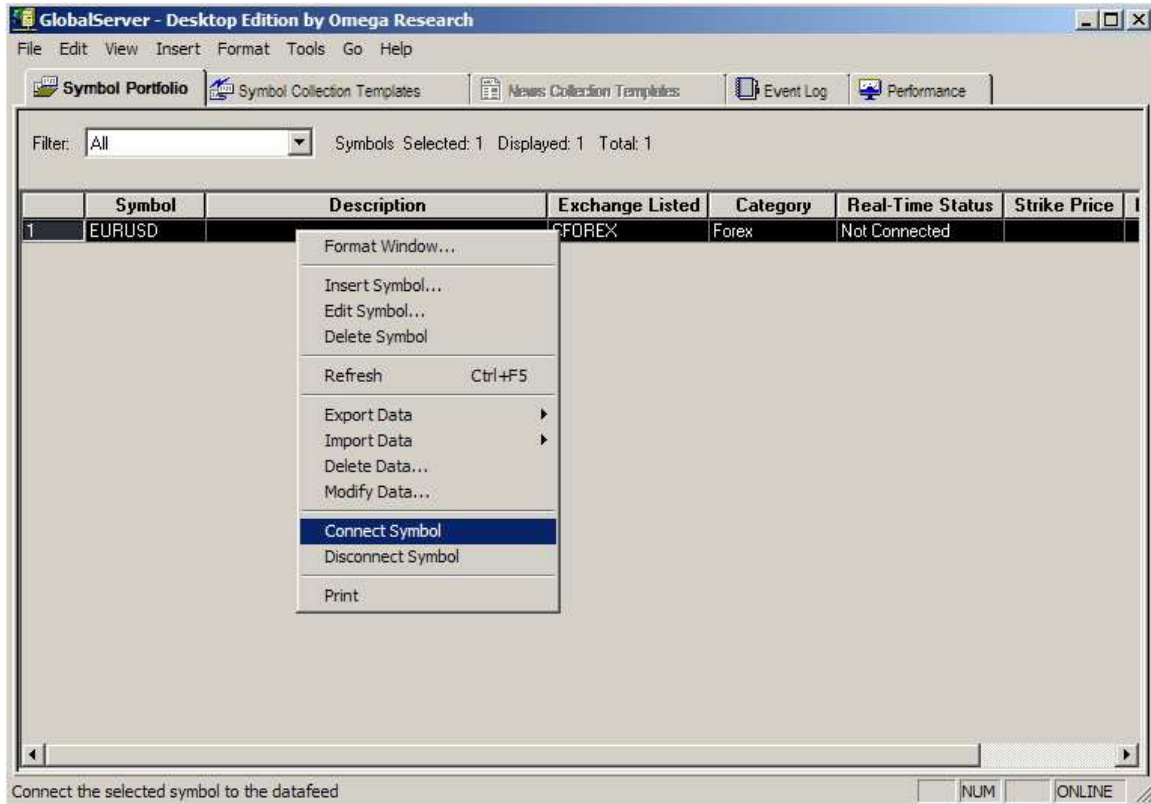 GlobalServer - Desktop Edition by Omega Research
File Edit View Insert Format Tools Go Help
Symbol Portfolio Symbol Collection Templates News Collection Templates Event Log Performance
Filter: All Symbols Selected: 1 Displayed: 1 Total: 1
Symbol Description Exchange Listed Category Real-Time Status Strike Price
1 EURUSD CFOREX Forex Not Connected
Format Window...
Insert Symbol...
Edit Symbol...
Delete Symbol
Refresh Ctrl+F5
Export Data
Import Data
Delete Data...
Modify Data...
Connect Symbol
Disconnect Symbol
Print
Connect the selected symbol to the datafeed NUM ONLINE